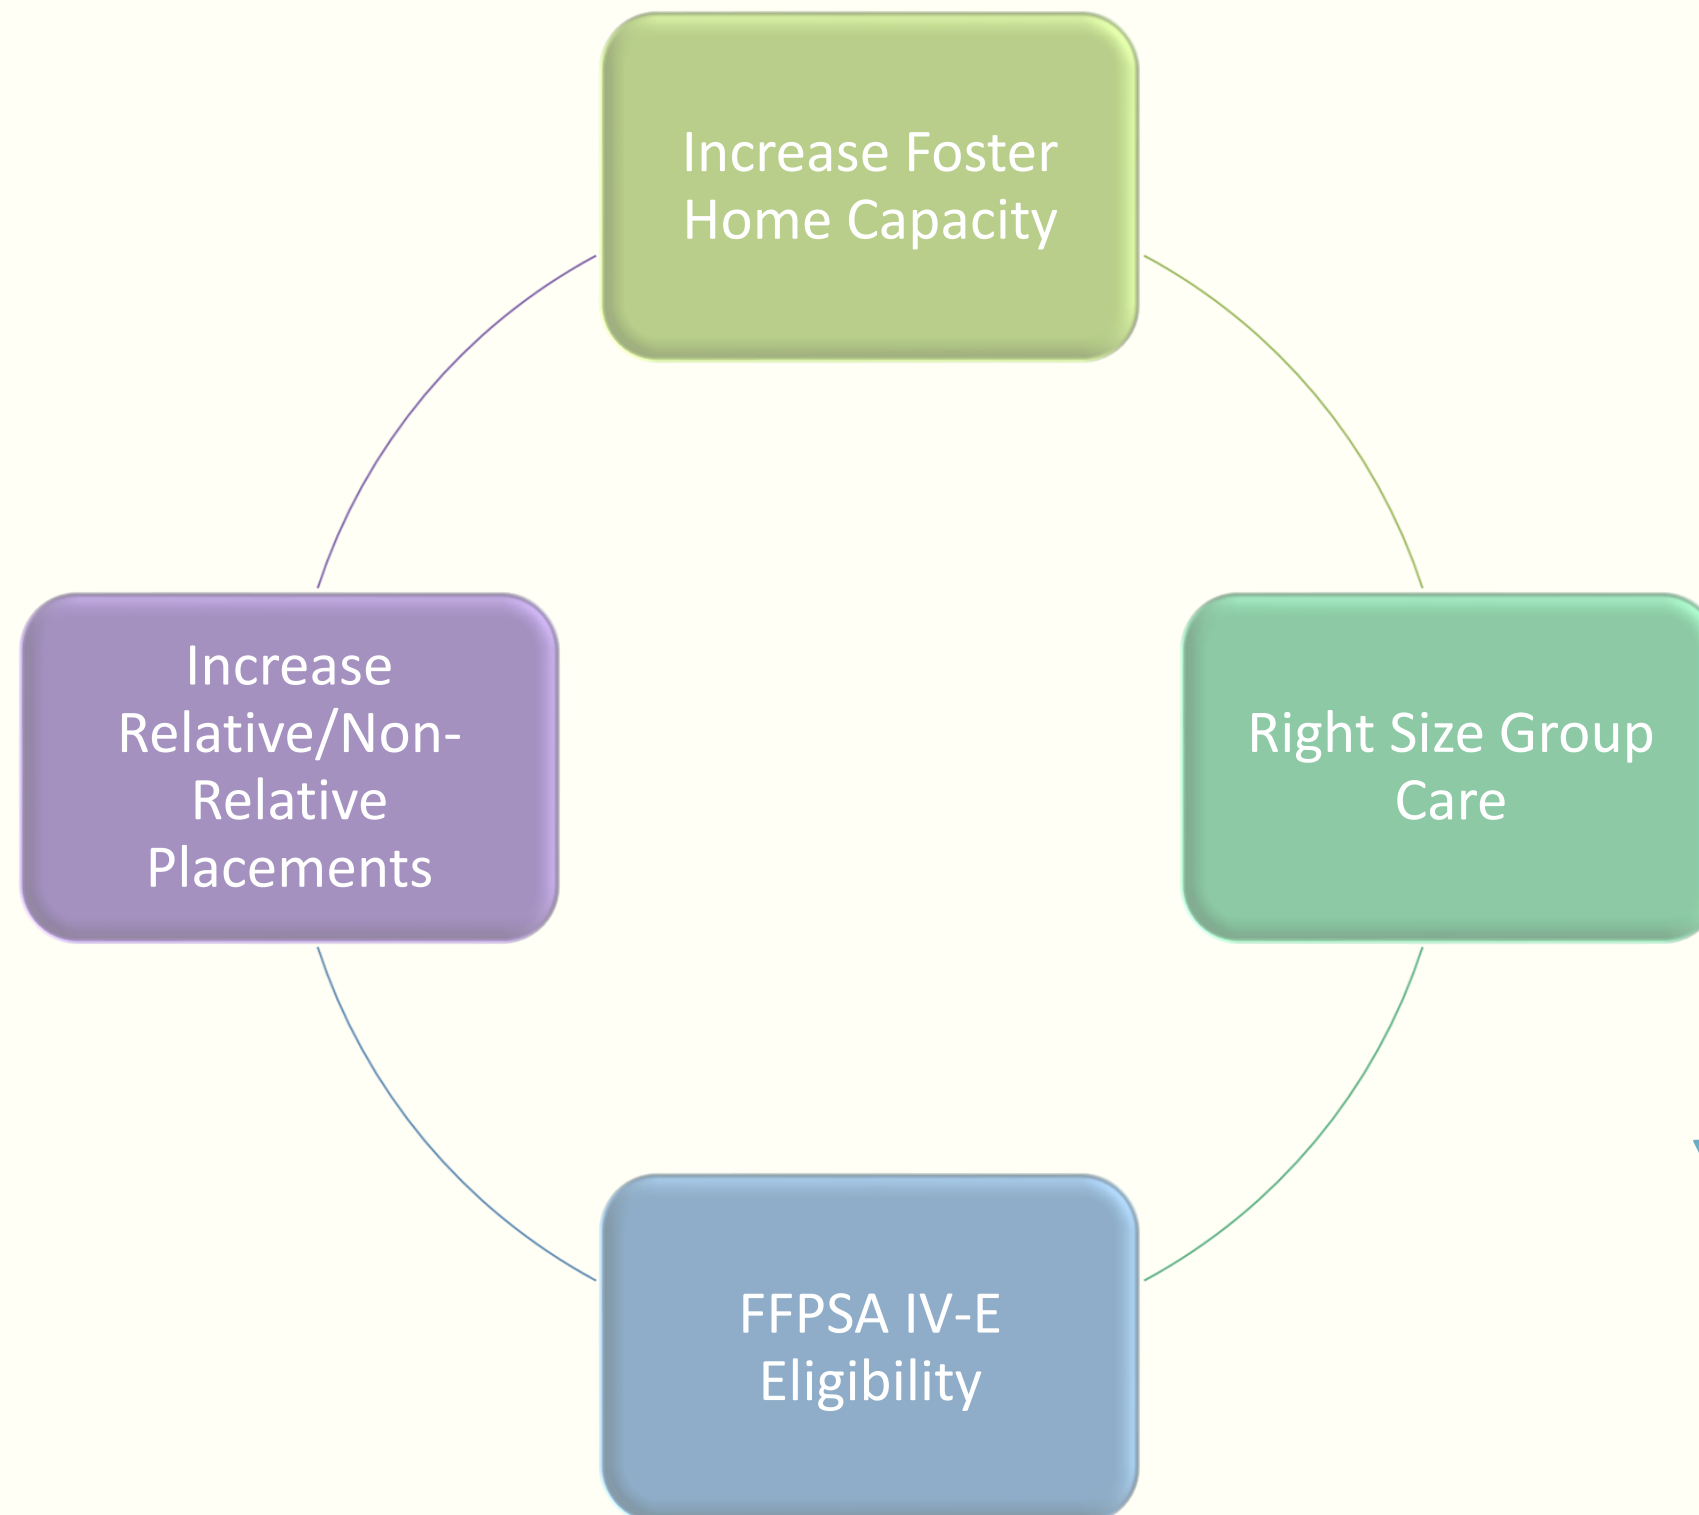 Increase Foster
Home Capacity
Increase
Relative/Non-
Relative
Placements
Right Size Group
Care
FFPSA IV-E
Eligibility